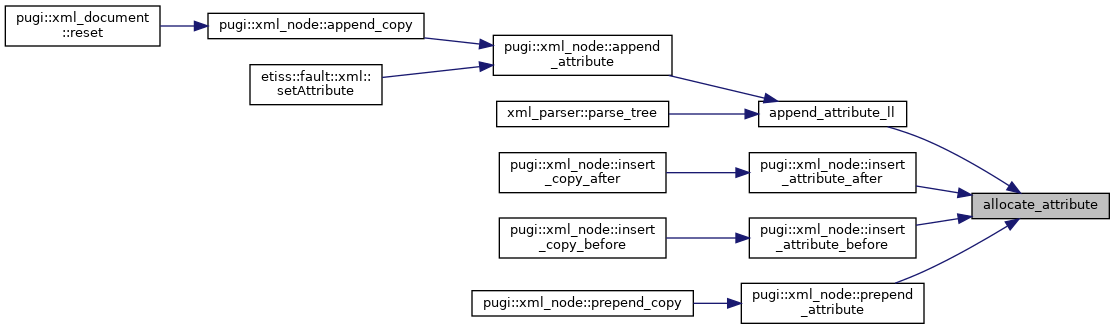 pugi::xml_document
::reset
pugi::xml_node::append_copy
etiss::fault::xml::
setAttribute
pugi::xml_node::append
_attribute
xml_parser::parse_tree
append_attribute_ll
pugi::xml_node::insert
_copy_after
pugi::xml_node::insert
_attribute_after
allocate_attribute
pugi::xml_node::insert
_copy_before
pugi::xml_node::insert
_attribute_before
pugi::xml_node::prepend_copy
pugi::xml_node::prepend
_attribute